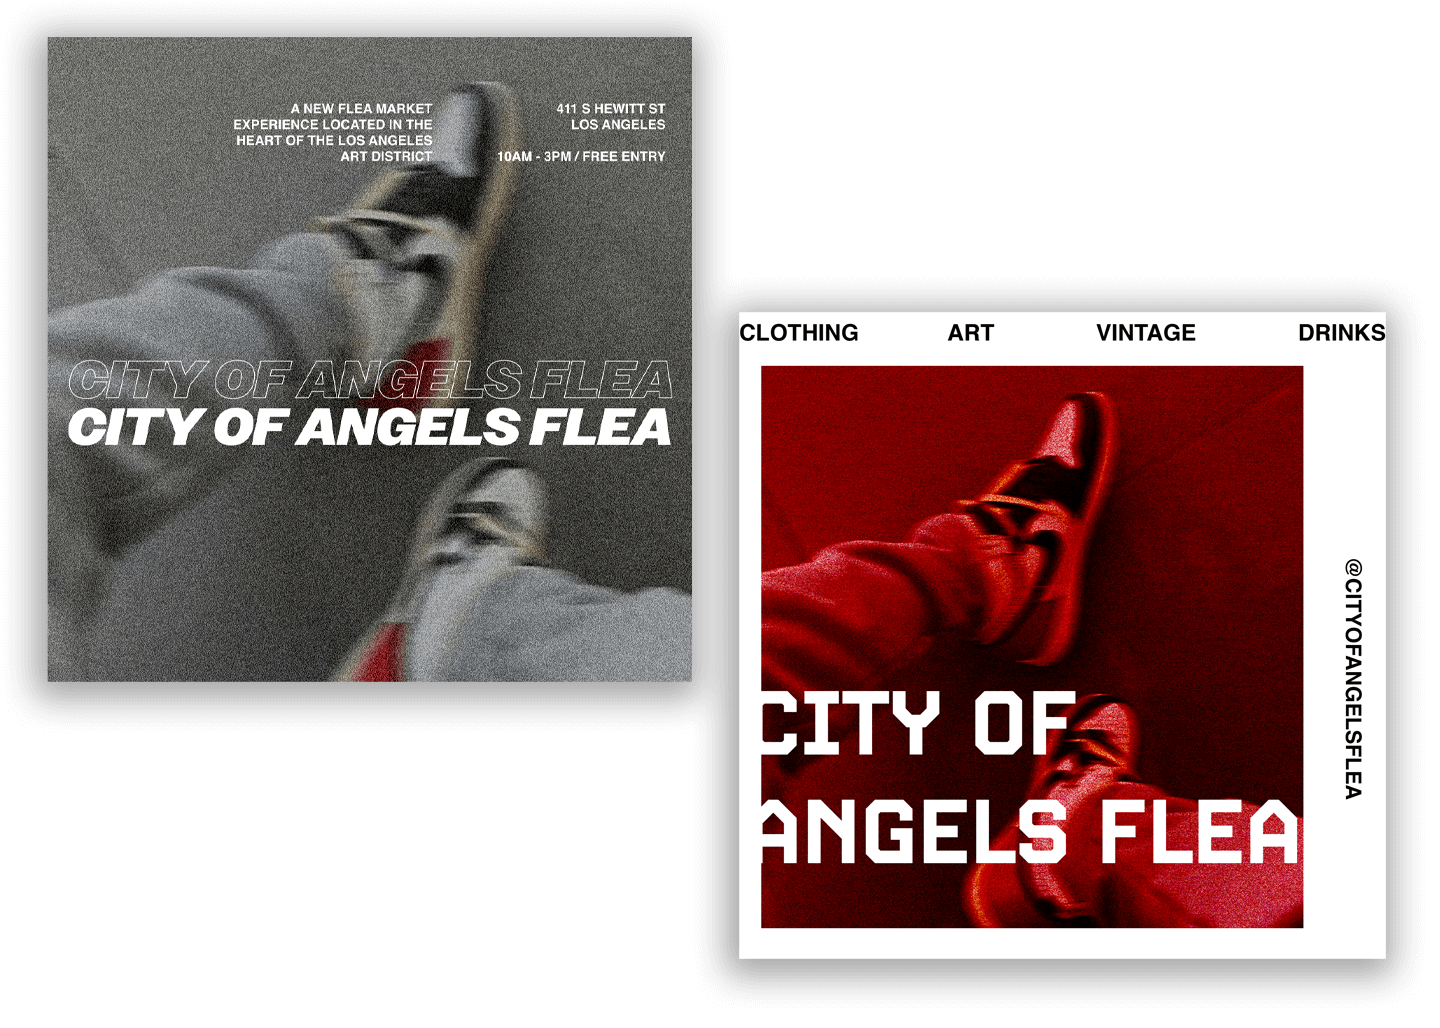 A NEW FLEA MARKET
EXPERIENCE LOCATED IN THE
HEART OF THE LOS ANGELES
ART DISTRICT
411 S HEWITT ST
LOS ANGELES
10AM - 3PM / FREE ENTRY
CITY OF ANGELS FLEA
CITY OF ANGELS FLEA
CLOTHING ART VINTAGE DRINKS
@CITYOFANGELSFLEA
CITY OF
ANGELS FLEA